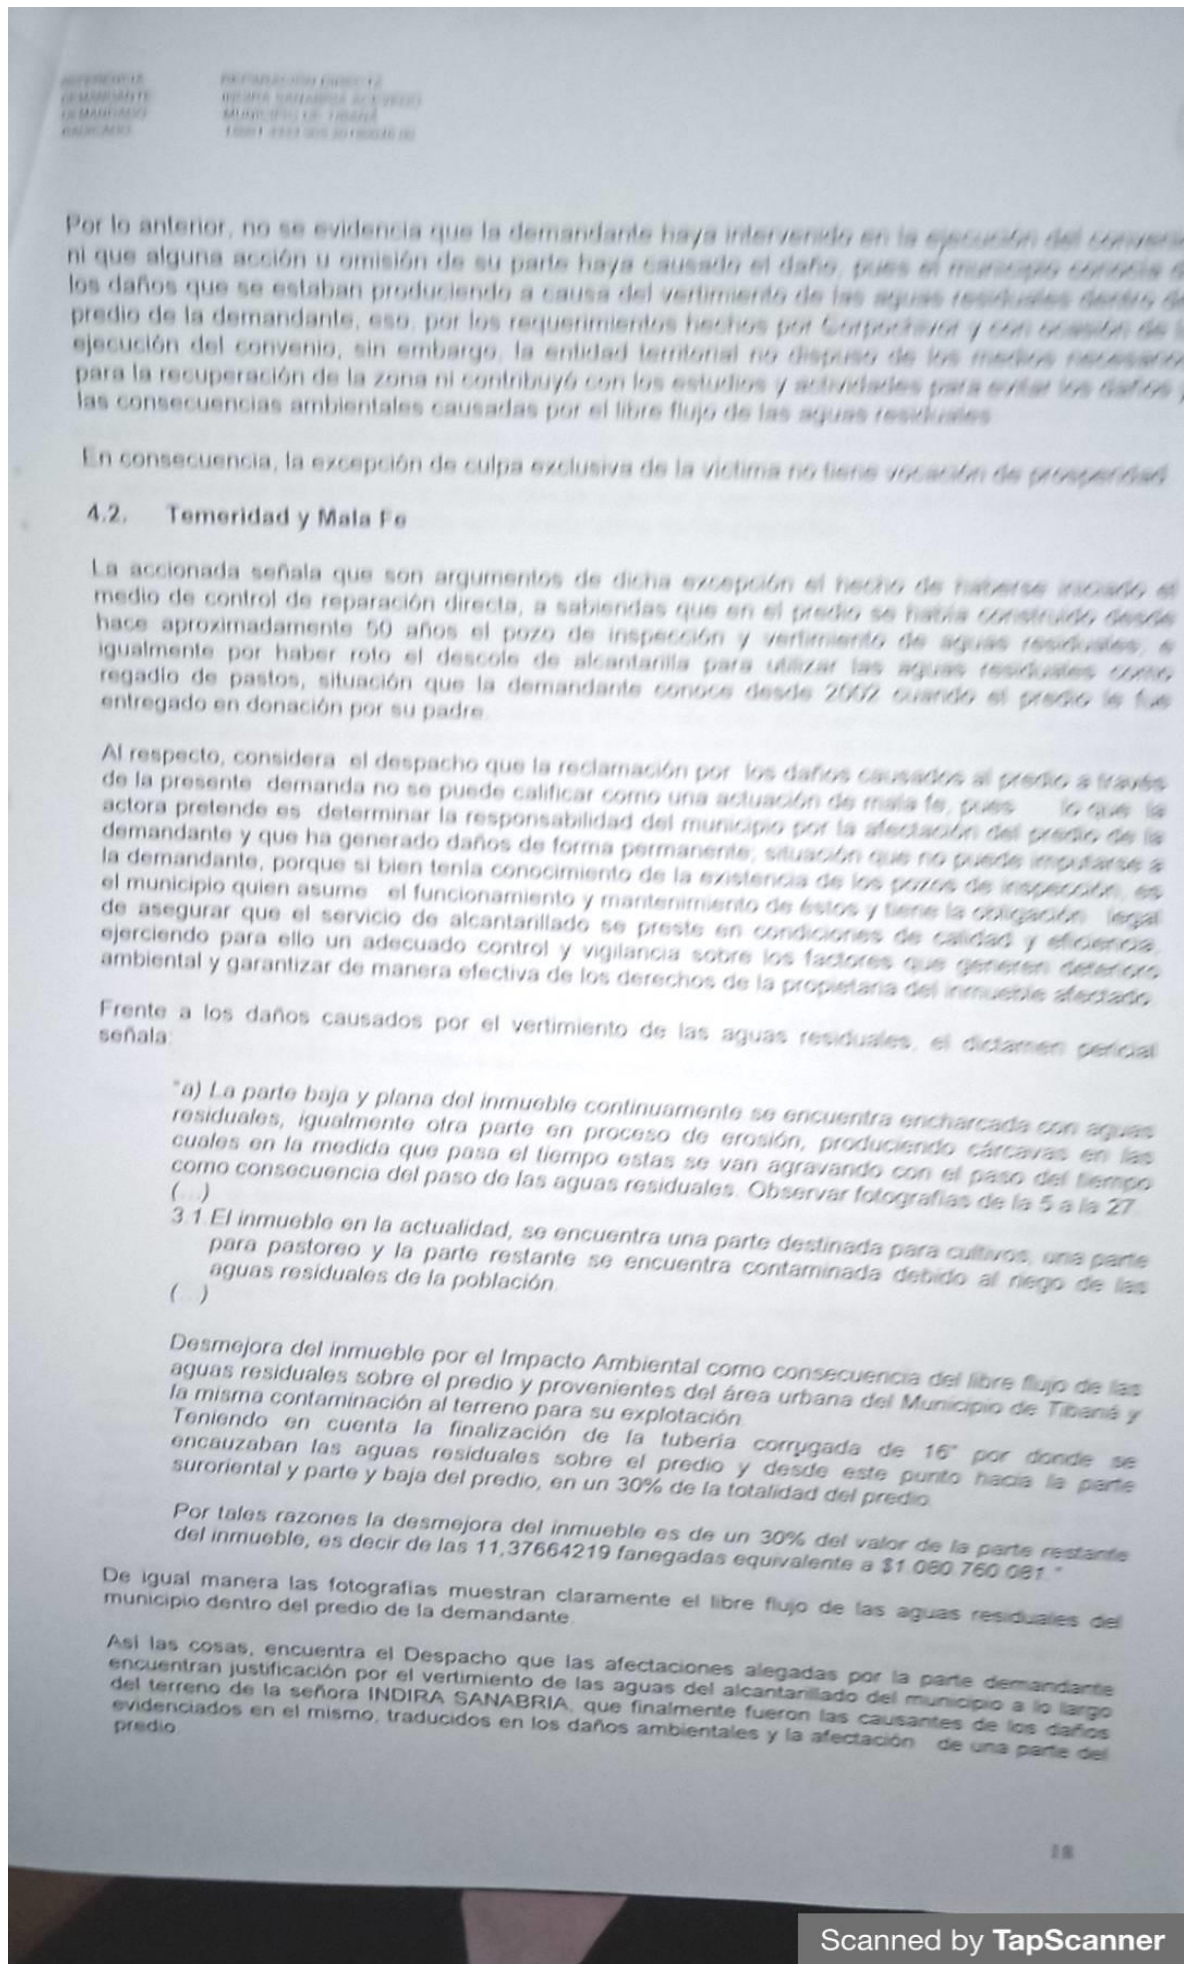 REFERENCIA REPARACIÓN DIRECTA
DEMANDANTE INDIRA SANABRIA ACEVEDO
DEMANDADO MUNICIPIO DE TIBANÁ
RADICADO
Por lo anterior, no se evidencia que la demandante haya intervenido en la ejecución del convenio
ni que alguna acción u omisión de su parte haya causado el daño, pues el municipio conocía de
los daños que se estaban produciendo a causa del vertimiento de las aguas residuales dentro del
predio de la demandante, eso, por los requerimientos hechos por Corpochivor y con ocasión de la
ejecución del convenio, sin embargo, la entidad territorial no dispuso de los medios necesarios
para la recuperación de la zona ni contribuyó con los estudios y actividades para evitar los daños y
las consecuencias ambientales causadas por el libre flujo de las aguas residuales
En consecuencia, la excepción de culpa exclusiva de la victima no tiene vocación de prosperidad
4.2. Temeridad y Mala Fe
La accionada señala que son argumentos de dicha excepción el hecho de haberse iniciado el
medio de control de reparación directa, a sabiendas que en el predio se había construido desde
hace aproximadamente 50 años el pozo de inspección y vertimiento de aguas residuales, e
igualmente por haber roto el descole de alcantarilla para utilizar las aguas residuales como
regadío de pastos, situación que la demandante conoce desde 2002 cuando el predio le fue
entregado en donación por su padre.
Al respecto, considera el despacho que la reclamación por los daños causados al predio a través
de la presente demanda no se puede calificar como una actuación de mala fe, pues lo que la
actora pretende es determinar la responsabilidad del municipio por la afectación del predio de la
demandante y que ha generado daños de forma permanente, situación que no puede imputarse a
la demandante, porque si bien tenía conocimiento de la existencia de los pozos de inspección, es
el municipio quien asume el funcionamiento y mantenimiento de éstos y tiene la obligación legal
de asegurar que el servicio de alcantarillado se preste en condiciones de calidad y eficiencia,
ejerciendo para ello un adecuado control y vigilancia sobre los factores que generen deterioro
ambiental y garantizar de manera efectiva de los derechos de la propietaria del inmueble afectado.
Frente a los daños causados por el vertimiento de las aguas residuales, el dictamen pericial
señala:
"a) La parte baja y plana del inmueble continuamente se encuentra encharcada con aguas
residuales, igualmente otra parte en proceso de erosión, produciendo cárcavas en las
cuales en la medida que pasa el tiempo estas se van agravando con el paso del tiempo
como consecuencia del paso de las aguas residuales. Observar fotografías de la 5 a la 27.
(...)
3.1.El inmueble en la actualidad, se encuentra una parte destinada para cultivos, una parte
para pastoreo y la parte restante se encuentra contaminada debido al riego de las
aguas residuales de la población.
(...)
Desmejora del inmueble por el Impacto Ambiental como consecuencia del libre flujo de las
aguas residuales sobre el predio y provenientes del área urbana del Municipio de Tibaná y
la misma contaminación al terreno para su explotación.
Teniendo en cuenta la finalización de la tubería corrugada de 16" por donde se
encauzaban las aguas residuales sobre el predio y desde este punto hacia la parte
suroriental y parte y baja del predio, en un 30% de la totalidad del predio.
Por tales razones la desmejora del inmueble es de un 30% del valor de la parte restante
del inmueble, es decir de las 11,37664219 fanegadas equivalente a $1.080.760.081."
De igual manera las fotografías muestran claramente el libre flujo de las aguas residuales del
municipio dentro del predio de la demandante.
Así las cosas, encuentra el Despacho que las afectaciones alegadas por la parte demandante
encuentran justificación por el vertimiento de las aguas del alcantarillado del municipio a lo largo
del terreno de la señora INDIRA SANABRIA, que finalmente fueron las causantes de los daños
evidenciados en el mismo, traducidos en los daños ambientales y la afectación de una parte del
predio.
18
Scanned by TapScanner